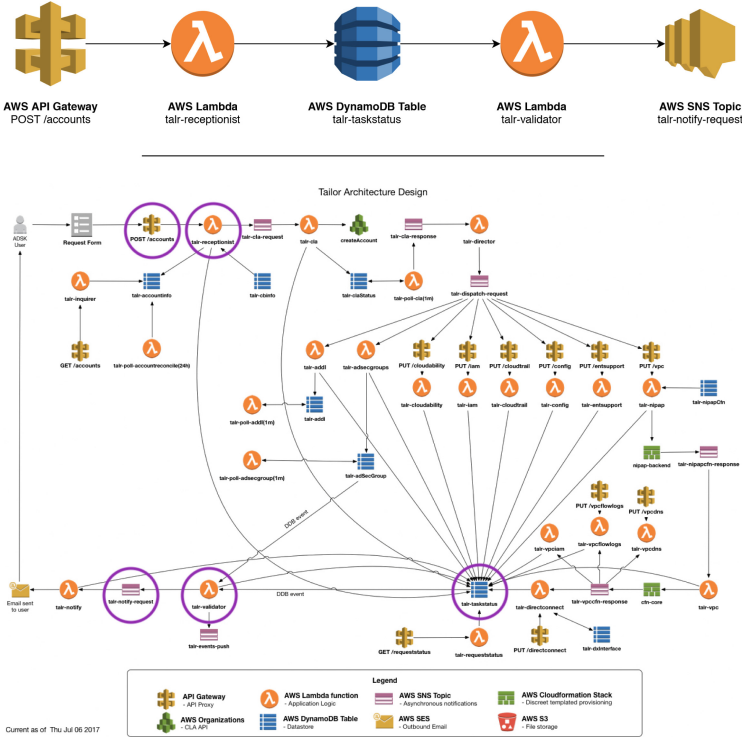 AWS API Gateway
POST /accounts
AWS Lambda
talr-receptionist
AWS DynamoDB Table
talr-taskstatus
AWS Lambda
talr-validator
AWS SNS Topic
talr-notify-request
Tailor Architecture Design
ADSK
User
Request Form
POST /accounts
talr-receptionist
talr-cla-request
talr-cla
createAccount
talr-cla-response
talr-director
talr-inquirer
talr-accountinfo
talr-cbinfo
talr-claStatus
talr-poll-cla(1m)
talr-dispatch-request
GET /accounts
talr-poll-accountreconcile(24h)
talr-addl
talr-adsecgroups
PUT /cloudability
PUT /iam
PUT /cloudtrail
PUT /config
PUT /entsupport
PUT /vpc
talr-cloudability
talr-iam
talr-cloudtrail
talr-config
talr-entsupport
talr-nipap
talr-nipapCfn
talr-poll-addl(1m)
talr-addl
talr-poll-adsecgroup(1m)
talr-adSecGroup
nipap-backend
talr-nipapcfn-response
DDB event
PUT /vpcflowlogs
PUT /vpcdns
talr-vpciam
talr-vpcflowlogs
talr-vpcdns
DDB event
Email sent
to user
talr-notify
talr-notify-request
talr-validator
talr-taskstatus
talr-directconnect
talr-vpccfn-response
cfn-core
talr-vpc
talr-events-push
GET /requeststatus
talr-requeststatus
PUT /directconnect
talr-dxinterface
Legend
API Gateway
- API Proxy
AWS Lambda function
- Application Logic
AWS SNS Topic
- Asynchronous notifications
AWS Cloudformation Stack
- Discreet templated provisioning
AWS Organizations
- CLA API
AWS DynamoDB Table
- Datastore
AWS SES
- Outbound Email
AWS S3
- File storage
Current as of Thu Jul 06 2017